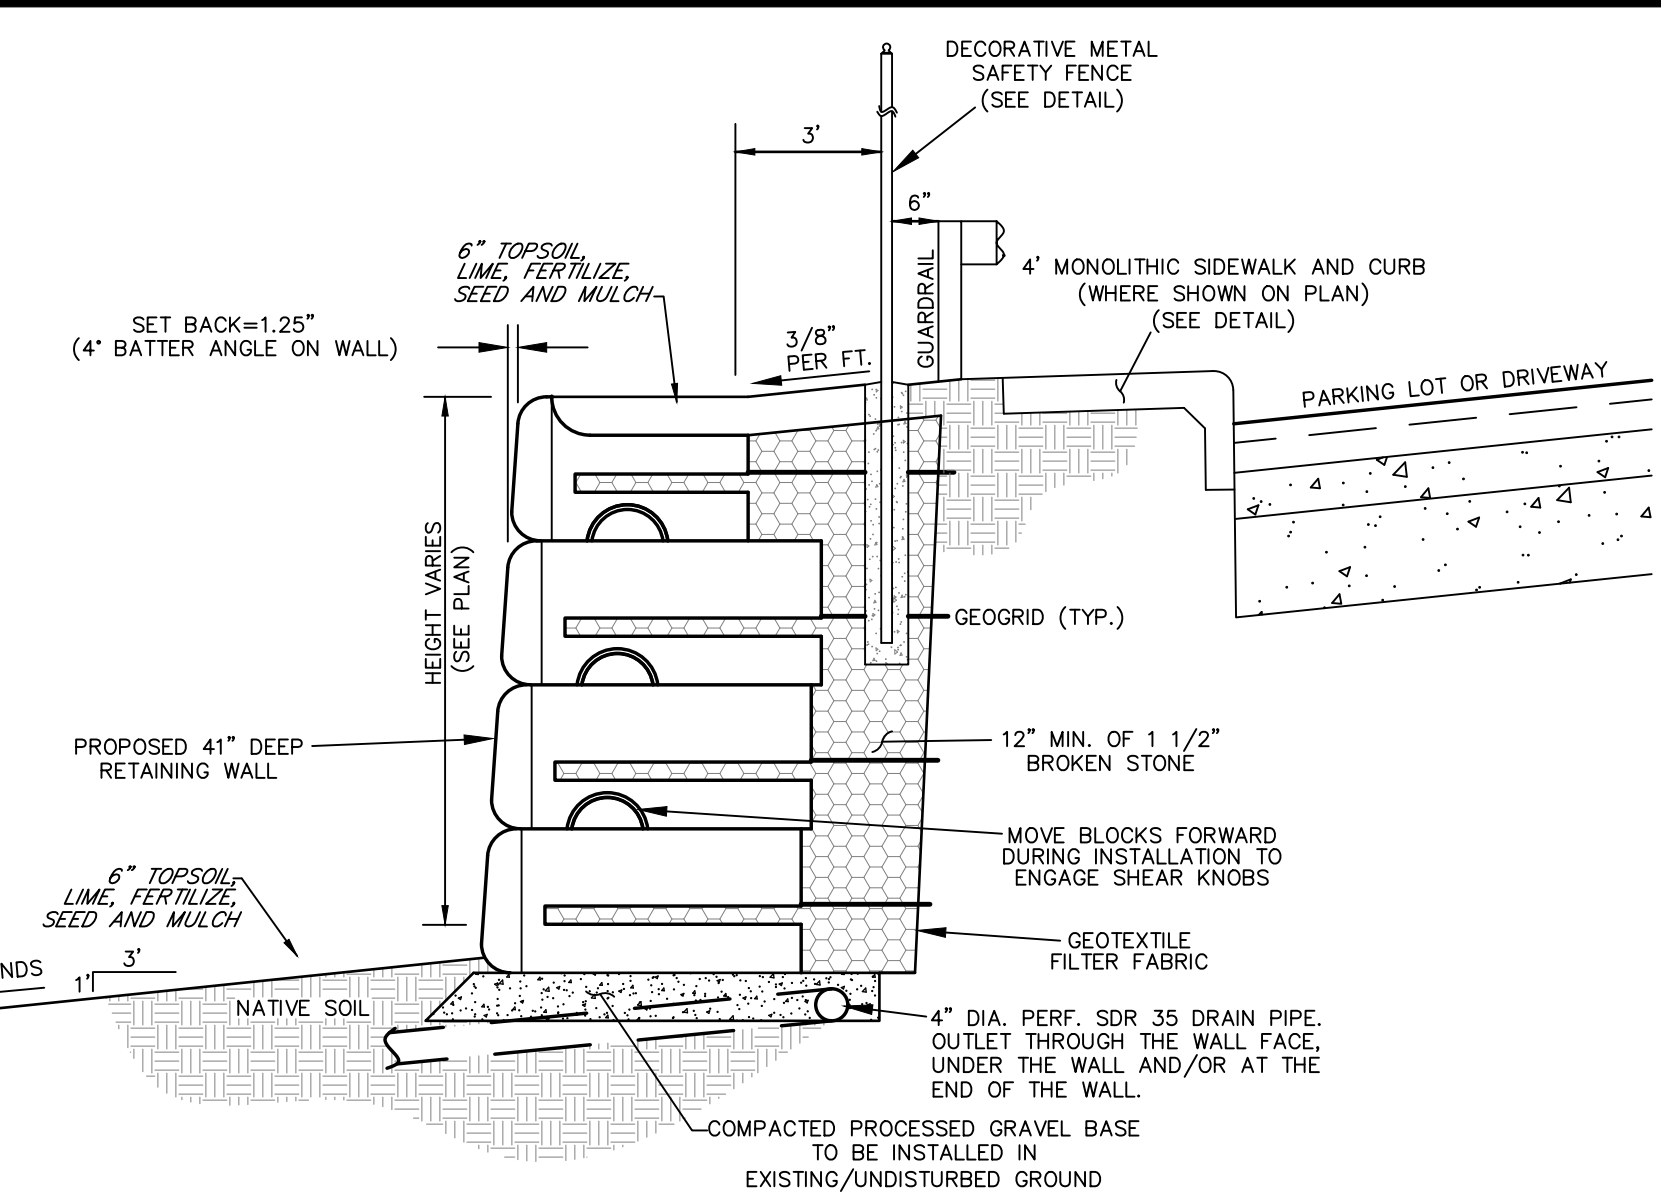 DECORATIVE METAL
SAFETY FENCE
(SEE DETAIL)
3'
6"
6" TOPSOIL,
LIME, FERTILIZE,
SEED AND MULCH
GUARDRAIL
4' MONOLITHIC SIDEWALK AND CURB
(WHERE SHOWN ON PLAN)
(SEE DETAIL)
SET BACK=1.25"
(4° BATTER ANGLE ON WALL)
3/8"
PER FT.
PARKING LOT OR DRIVEWAY
HEIGHT VARIES
(SEE PLAN)
GEOGRID (TYP.)
PROPOSED 41" DEEP
RETAINING WALL
12" MIN. OF 1 1/2"
BROKEN STONE
MOVE BLOCKS FORWARD
DURING INSTALLATION TO
ENGAGE SHEAR KNOBS
6" TOPSOIL,
LIME, FERTILIZE,
SEED AND MULCH
GEOTEXTILE
FILTER FABRIC
NDS
3'
1'
NATIVE SOIL
4" DIA. PERF. SDR 35 DRAIN PIPE.
OUTLET THROUGH THE WALL FACE,
UNDER THE WALL AND/OR AT THE
END OF THE WALL.
COMPACTED PROCESSED GRAVEL BASE
TO BE INSTALLED IN
EXISTING/UNDISTURBED GROUND